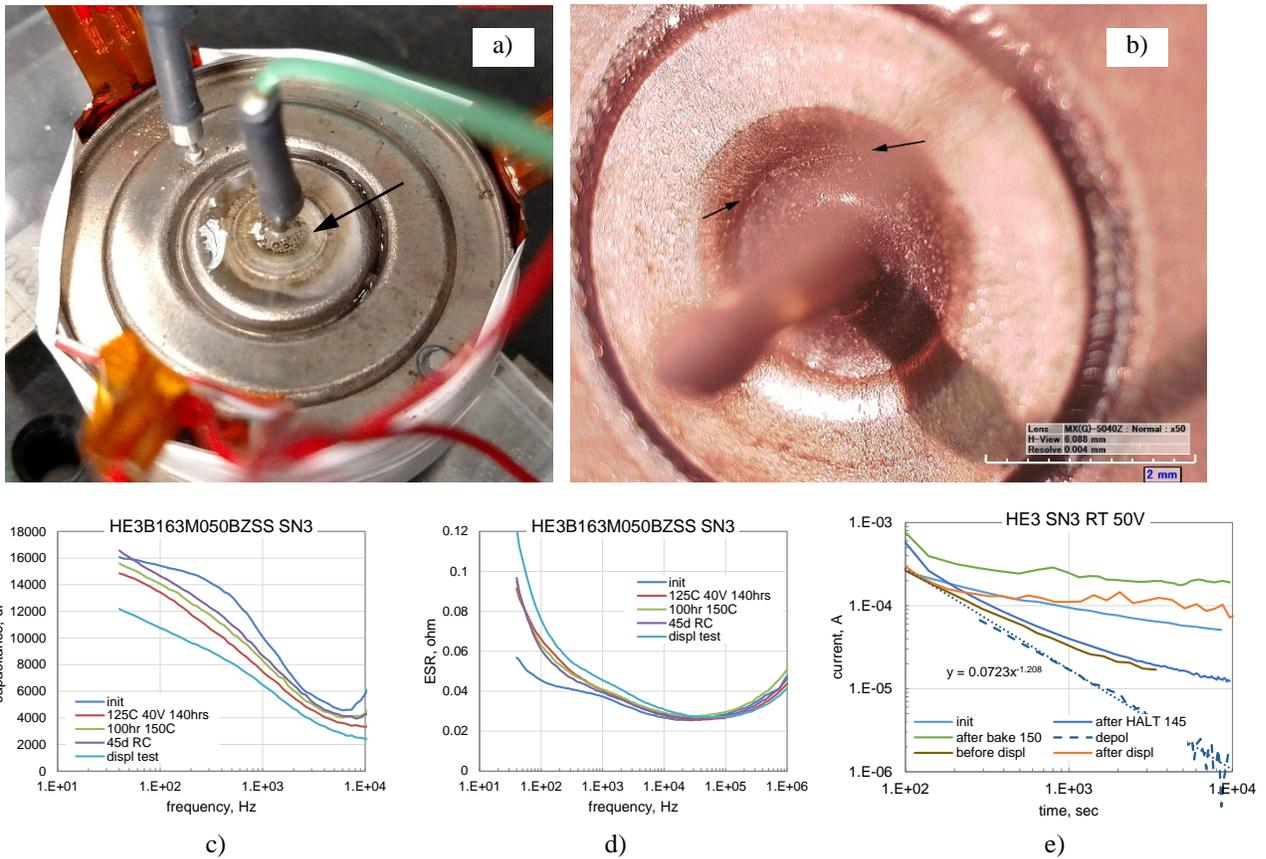 a)
b)
Lens MX(G)-5040Z : Normal : x50
H-View 6.088 mm
Resolve 0.004 mm
2 mm
HE3B163M050BZSS SN3
18000
16000
14000
12000
10000
8000
6000
4000
2000
0
init
125C 40V 140hrs
100hr 150C
45d RC
displ test
1.E+01 1.E+02 1.E+03 1.E+04
frequency, Hz
c)
HE3B163M050BZSS SN3
ESR, ohm
0.12
0.1
0.08
0.06
0.04
0.02
0
init
125C 40V 140hrs
100hr 150C
45d RC
displ test
1.E+01 1.E+02 1.E+03 1.E+04 1.E+05 1.E+06
frequency, Hz
d)
HE3 SN3 RT 50V
current, A
1.E-03
1.E-04
1.E-05
1.E-06
y = 0.0723x-1.208
init after HALT 145
after bake 150 depol
before displ after displ
1.E+02 1.E+03 1.E+04
time, sec
e)